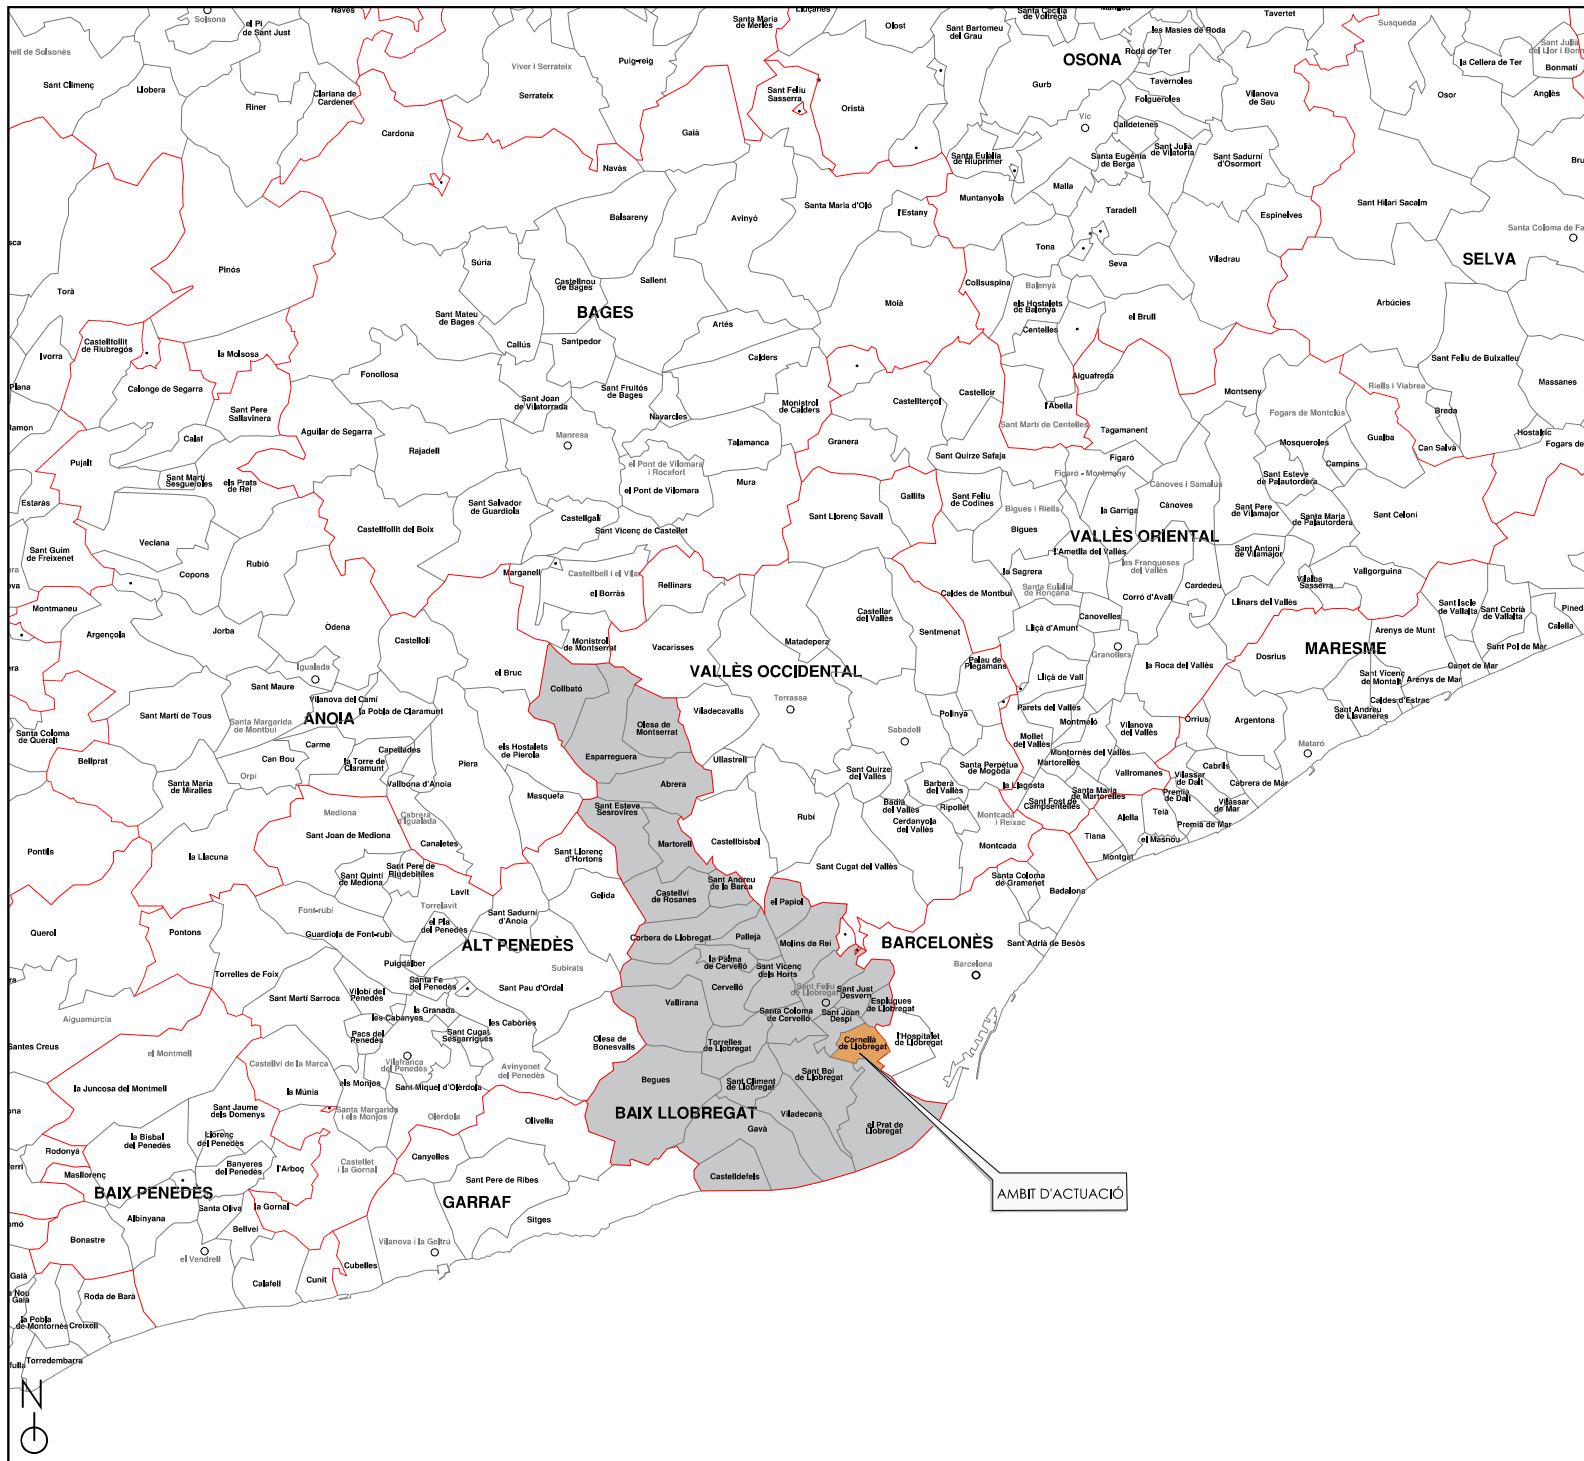 Solsona
el Pi
de Sant Just
Navès
Santa Maria
de Merlès
Lluçanès
Olost
Sant Bartomeu
del Grau
Santa Cecília
de Voltregà
Manlleu
les Masies de Roda
Tavertet
Susqueda
Sant Julià
del Llor i Bonm
nell de Solsonès
Sant Climenç
Llobera
Riner
Clariana de
Cardener
Viver i Serrateix
Serrateix
Puig-reig
Sant Feliu
Sasserra
Oristà
OSONA
Roda de Ter
Gurb
Tavèrnoles
Folgueroles
Vilanova
de Sau
Osor
la Cellera de Ter
Bonmatí
Anglès
Cardona
Gaià
Vic
Calldetenes
Santa Eugènia
de Berga
Sant Julià
de Vilatorta
Sant Sadurní
d'Osormort
Bru
Navàs
Santa Eulàlia
de Riuprimer
Malla
Muntanyola
Taradell
Espinelves
Sant Hilari Sacalm
Santa Coloma de Fa
Balsareny
Avinyó
Santa Maria d'Oló
l'Estany
Tona
Seva
Viladrau
SELVA
sca
Pinós
Torà
Súria
Castellnou
de Bages
Sallent
Collsuspina
Balenyà
els Hostalets
de Balenyà
Arbúcies
Sant Mateu
de Bages
BAGES
Moià
Centelles
el Brull
Castellfollit
de Riubregós
Ivorra
la Molsosa
Callús
Santpedor
Artés
Calders
Sant Feliu de Buixalleu
Plana
Calonge de Segarra
Fonollosa
Sant Fruitós
de Bages
Castellterçol
Castellcir
Aiguafreda
Montseny
Riells i Viabrea
Massanes
Sant Pere
Sallavinera
Sant Joan
de Vilatorrada
Navarcles
Monistrol
de Calders
l'Abella
Sant Martí de Centelles
Fogars de Montclús
Breda
Ramon
Calaf
Aguilar de Segarra
Manresa
Talamanca
Granera
Tagamanent
Mosqueroles
Gualba
Can Salvà
Hostalric
Fogars de
Pujalt
Rajadell
el Pont de Vilomara
i Rocafort
Sant Quirze Safaja
Figaró
Campins
Sant Martí
Sesgueioles
els Prats
de Rei
el Pont de Vilomara
Mura
Figaró - Montmany
Cànoves i Samalús
Sant Esteve
de Palautordera
Estaràs
Sant Salvador
de Guardiola
Gallifa
Sant Feliu
de Codines
Bigues i Riells
la Garriga
Cànoves
Sant Pere
de Vilamajor
Santa Maria
de Palautordera
Sant Celoni
Castellfollit del Boix
Castellgalí
Sant Vicenç de Castellet
Sant Llorenç Savall
Bigues
VALLÈS ORIENTAL
Veciana
Sant Guim
de Freixenet
Rubió
l'Ametlla del Vallès
Sant Antoni
de Vilamajor
ara
ova
Copons
Marganell
Castellbell i el Vilar
el Borràs
Rellinars
la Sagrera
les Franqueses
del Vallès
Vilalba
Sasserra
Vallgorguina
Montmaneu
Caldes de Montbui
Santa Eulàlia
de Ronçana
Corró d'Avall
Cardedeu
Llinars del Vallès
Sant Iscle
de Vallalta
Sant Cebrià
de Vallalta
Pineda
Calella
Argençola
Jorba
Òdena
Castellolí
Monistrol
de Montserrat
Castellar
del Vallès
Sentmenat
Canovelles
Lliçà d'Amunt
Arenys de Munt
Sant Pol de Mar
Matadepera
Granollers
era
Igualada
el Bruc
Vacarisses
VALLÈS OCCIDENTAL
Palau de
Plegamans
MARESME
Dosrius
la Roca del Vallès
Canet de Mar
Sant Maure
Collbató
Lliçà de Vall
Sant Vicenç
de Montalt
Arenys de Mar
Vilanova del Camí
la Pobla de Claramunt
Terrassa
Caldes d'Estrac
Sant Martí de Tous
Santa Margarida
de Montbui
ANOIA
Viladecavalls
Polinyà
Parets del Vallès
Sant Andreu
de Llavaneres
Santa Coloma
de Queralt
Olesa de
Montserrat
Sabadell
Montmeló
Vilanova
del Vallès
Òrrius
Argentona
Carme
Capellades
els Hostalets
de Pierola
Mollet
del Vallès
Mataró
Bellprat
Can Bou
la Torre de
Claramunt
Piera
Esparreguera
Ullastrell
Montornès del Vallès
Martorelles
Santa Perpètua
de Mogoda
Orpí
Santa Maria
de Miralles
Vallbona d'Anoia
Abrera
Sant Quirze
del Vallès
Barberà
del Vallès
Vallromanes
Vilassar
de Dalt
Cabrils
Cabrera de Mar
Masquefa
la Llagosta
Santa Maria
de Martorelles
Premià
de Dalt
Vilassar
de Mar
Mediona
Cabrera
d'Igualada
Sant Esteve
Sesrovires
Badia
del Vallès
Ripollet
Sant Fost de
Campsentelles
Teià
Premià de Mar
Rubí
Cerdanyola
del Vallès
Montcada
i Reixac
Alella
Sant Joan de Mediona
Canaletes
Martorell
Castellbisbal
Montcada
Tiana
el Masnou
Pontils
la Llacuna
Sant Llorenç
d'Hortons
Montgat
Sant Pere de
Riudebitlles
Sant Quintí
de Mediona
Sant Cugat del Vallès
Santa Coloma
de Gramenet
Sant Andreu
de la Barca
Badalona
Lavit
Gelida
Castellví
de Rosanes
el Papiol
Font-rubí
Torrelavit
Sant Sadurní
d'Anoia
el Pla
del Penedès
Querol
Pontons
Guardiola de Font-rubí
ALT PENEDÈS
Corbera de Llobregat
Pallejà
Molins de Rei
BARCELONÈS
Sant Adrià de Besòs
Puigdàlber
la Palma
de Cervelló
Sant Vicenç
dels Horts
Barcelona
Torrelles de Foix
Subirats
Santa Fe
del Penedès
Sant Pau d'Ordal
Cervelló
Sant Feliu
de Llobregat
Sant Just
Desvern
Sant Martí Sarroca
Vilobí del
Penedès
Vallirana
Esplugues
de Llobregat
Aiguamúrcia
la Granada
les Cabanyes
les Cabòries
Santa Coloma
de Cervelló
Sant Joan
Despí
Pacs del
Penedès
Sant Cugat
Sesgarrigues
Olesa de
Bonesvalls
Torrelles
de Llobregat
Cornellà
de Llobregat
l'Hospitalet
de Llobregat
Santes Creus
el Montmell
Castellví de la Marca
Vilafranca
del Penedès
Avinyonet
del Penedès
Sant Boi
de Llobregat
la Juncosa del Montmell
els Monjos
Sant Miquel d'Olèrdola
Begues
Sant Climent
de Llobregat
la Múnia
ona
Sant Jaume
dels Domenys
Santa Margarida
i els Monjos
Olèrdola
Olivella
BAIX LLOBREGAT
Viladecans
Gavà
el Prat de
Llobregat
la Bisbal
del Penedès
Llorenç
del Penedès
Rodonyà
Banyeres
del Penedès
l'Arboç
Castellet
i la Gornal
Canyelles
erri
Masllorenç
Sant Pere de Ribes
Castelldefels
BAIX PENEDÈS
la Gornal
GARRAF
AMBIT D'ACTUACIÓ
Santa Oliva
Albinyana
Bellvei
Sitges
omó
Bonastre
el Vendrell
Vilanova i la Geltrú
Cubelles
Gaià
Calafell
Cunit
a Nou
Gaià
Roda de Barà
la Pobla
de Montornès
Creixell
Torredembarra
fulla
N